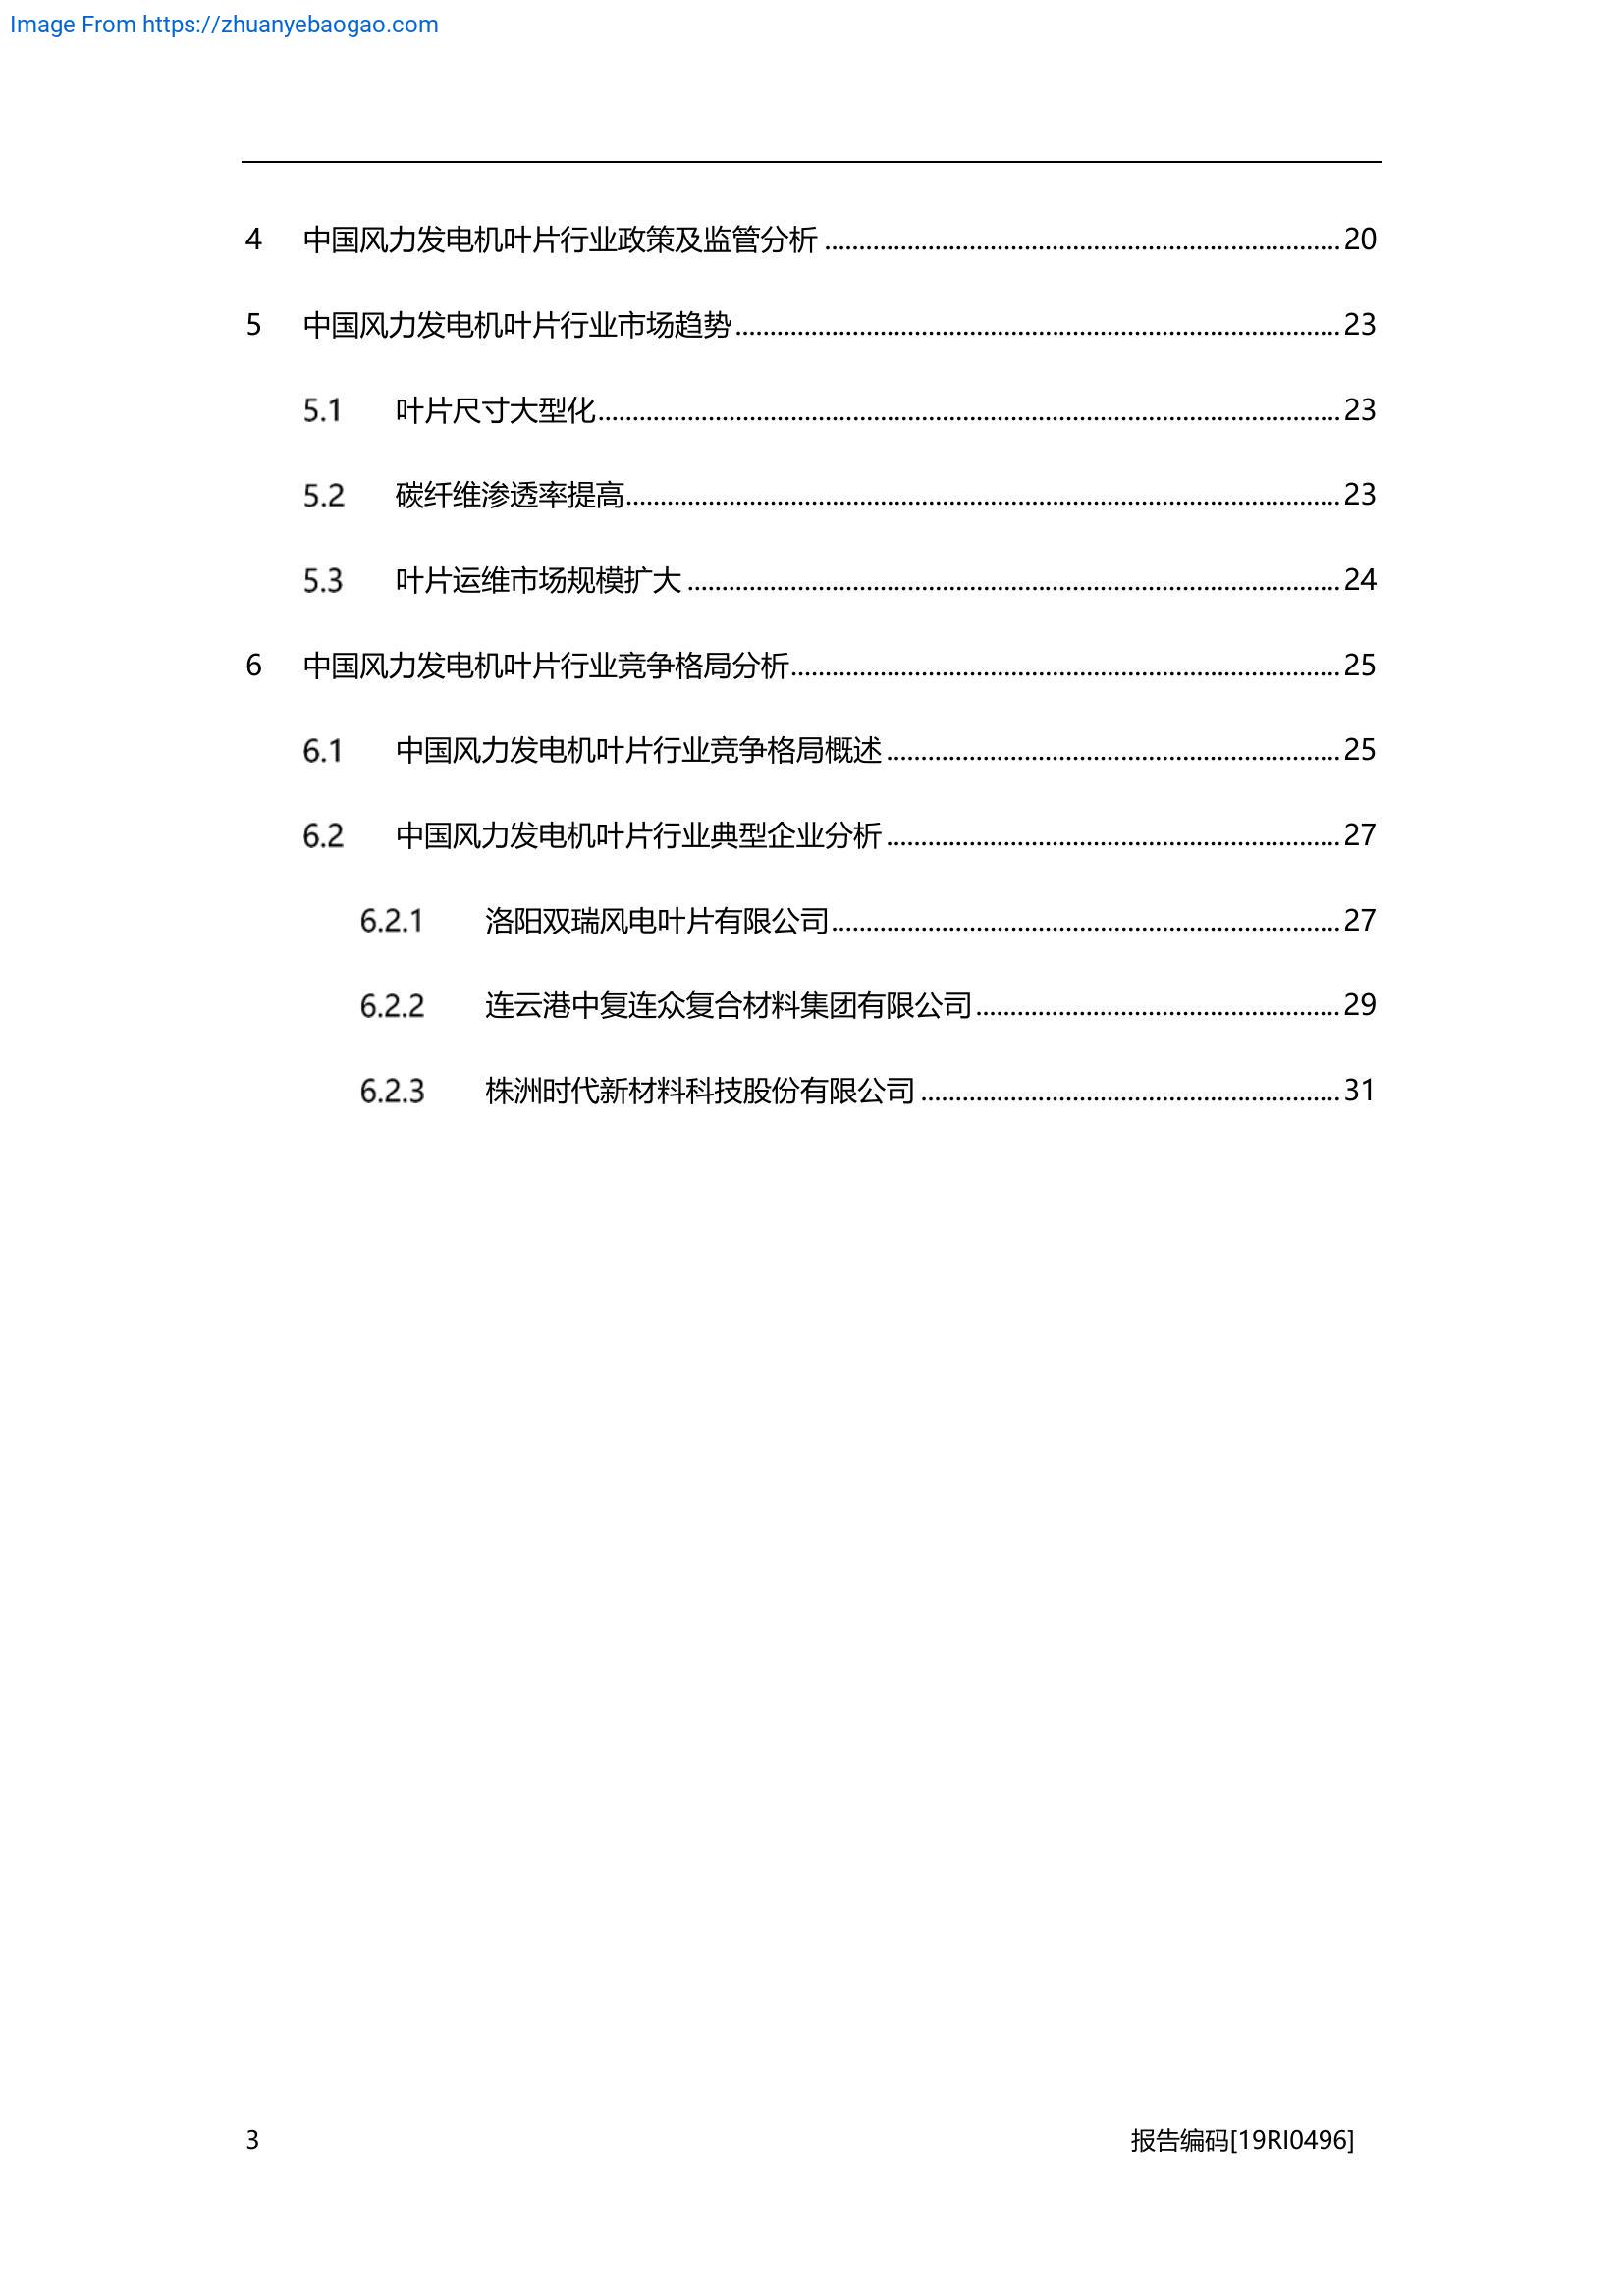 Image From https://zhuanyebaogao.com
4 中国风力发电机叶片行业政策及监管分析 ........................................ 20
5 中国风力发电机叶片行业市场趋势 ........................................ 23
5.1 叶片尺寸大型化 ........................................ 23
5.2 碳纤维渗透率提高 ........................................ 23
5.3 叶片运维市场规模扩大 ........................................ 24
6 中国风力发电机叶片行业竞争格局分析 ........................................ 25
6.1 中国风力发电机叶片行业竞争格局概述 ........................................ 25
6.2 中国风力发电机叶片行业典型企业分析 ........................................ 27
6.2.1 洛阳双瑞风电叶片有限公司 ........................................ 27
6.2.2 连云港中复连众复合材料集团有限公司 ........................................ 29
6.2.3 株洲时代新材料科技股份有限公司 ........................................ 31
3 报告编码[19RI0496]